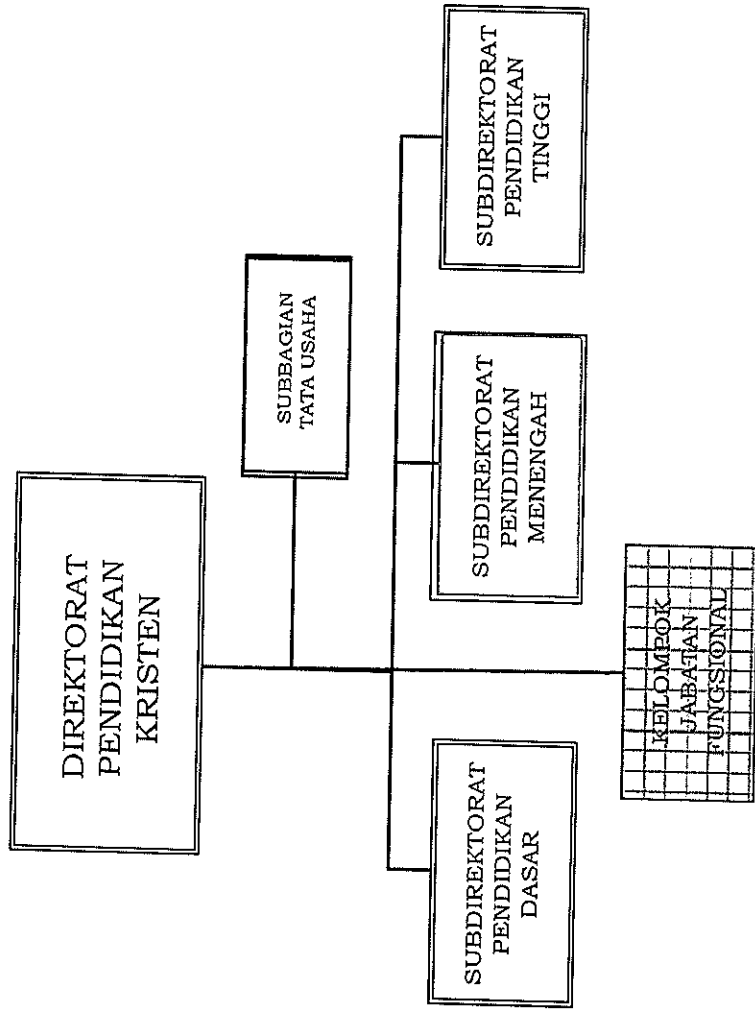 DIREKTORAT
PENDIDIKAN
KRISTEN
SUBBAGIAN
TATA USAHA
SUBDIREKTORAT
PENDIDIKAN
DASAR
SUBDIREKTORAT
PENDIDIKAN
MENENGAH
SUBDIREKTORAT
PENDIDIKAN
TINGGI
KELOMPOK
JABATAN
FUNGSIONAL